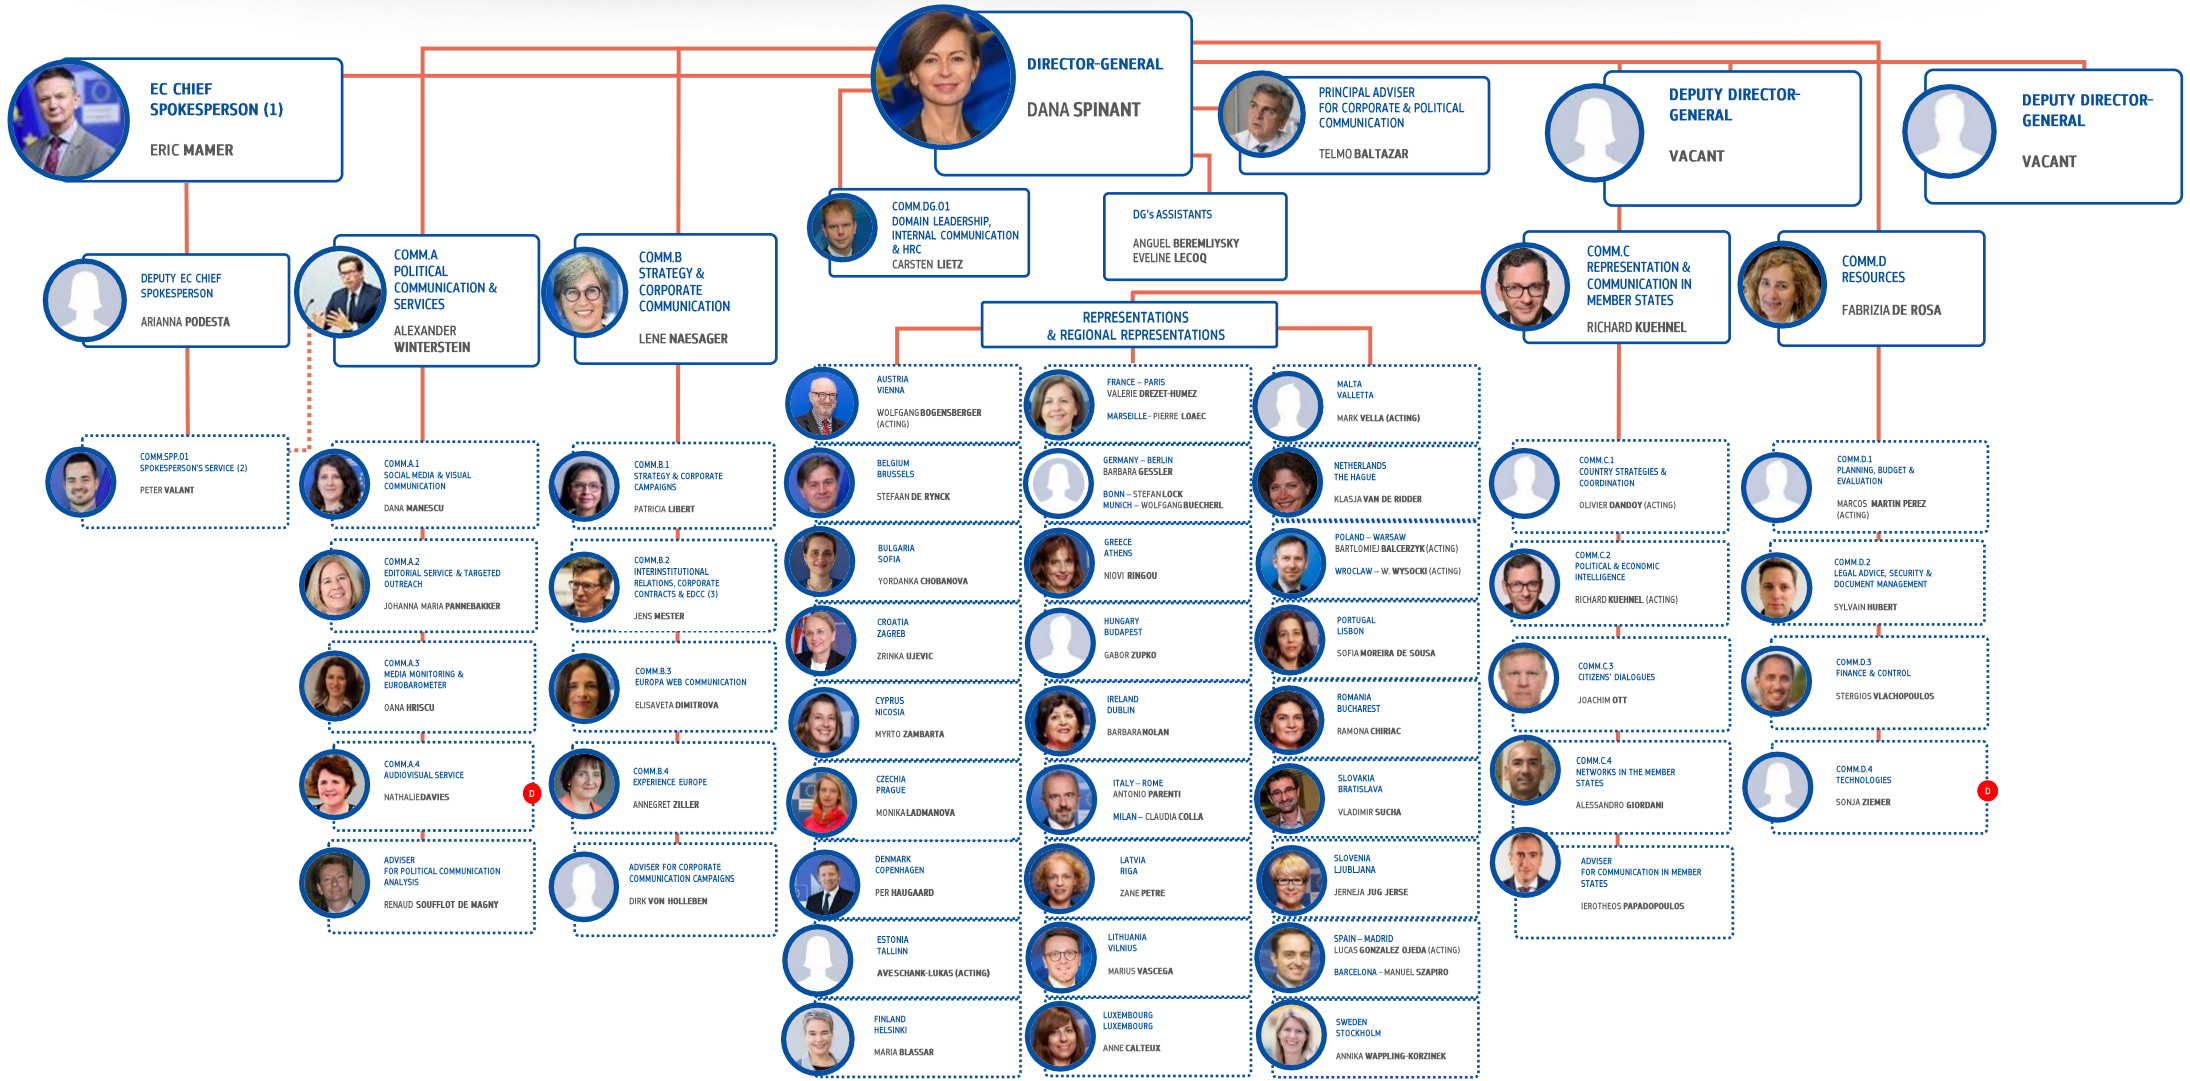 DIRECTOR-GENERAL
DANA SPINANT
EC CHIEF
SPOKESPERSON (1)
ERIC MAMER
PRINCIPAL ADVISER
FOR CORPORATE & POLITICAL
COMMUNICATION
TELMO BALTAZAR
DEPUTY DIRECTOR-
GENERAL
VACANT
DEPUTY DIRECTOR-
GENERAL
VACANT
COMM.DG.01
DOMAIN LEADERSHIP,
INTERNAL COMMUNICATION
& HRC
CARSTEN LIETZ
DG's ASSISTANTS
ANGUEL BEREMLIYSKY
EVELINE LECOQ
DEPUTY EC CHIEF
SPOKESPERSON
ARIANNA PODESTA
COMM.A
POLITICAL
COMMUNICATION &
SERVICES
ALEXANDER
WINTERSTEIN
COMM.B
STRATEGY &
CORPORATE
COMMUNICATION
LENE NAESAGER
COMM.C
REPRESENTATION &
COMMUNICATION IN
MEMBER STATES
RICHARD KUEHNEL
COMM.D
RESOURCES
FABRIZIA DE ROSA
REPRESENTATIONS
& REGIONAL REPRESENTATIONS
COMM.SPP.01
SPOKESPERSON'S SERVICE (2)
PETER VALANT
COMM.A.1
SOCIAL MEDIA & VISUAL
COMMUNICATION
DANA MANESCU
COMM.A.2
EDITORIAL SERVICE & TARGETED
OUTREACH
JOHANNA MARIA PANNEBAKKER
COMM.A.3
MEDIA MONITORING &
EUROBAROMETER
OANA HRISCU
COMM.A.4
AUDIOVISUAL SERVICE
NATHALIE DAVIES
D
ADVISER
FOR POLITICAL COMMUNICATION
ANALYSIS
RENAUD SOUFFLOT DE MAGNY
COMM.B.1
STRATEGY & CORPORATE
CAMPAIGNS
PATRICIA LIBERT
COMM.B.2
INTERINSTITUTIONAL
RELATIONS, CORPORATE
CONTRACTS & EDCC (3)
JENS MESTER
COMM.B.3
EUROPA WEB COMMUNICATION
ELISAVETA DIMITROVA
COMM.B.4
EXPERIENCE EUROPE
ANNEGRET ZILLER
ADVISER FOR CORPORATE
COMMUNICATION CAMPAIGNS
DIRK VON HOLLEBEN
AUSTRIA
VIENNA
WOLFGANG BOGENSBERGER
(ACTING)
BELGIUM
BRUSSELS
STEFAAN DE RYNCK
BULGARIA
SOFIA
YORDANKA CHOBANOVA
CROATIA
ZAGREB
ZRINKA UJEVIC
CYPRUS
NICOSIA
MYRTO ZAMBARTA
CZECHIA
PRAGUE
MONIKA LADMANOVA
DENMARK
COPENHAGEN
PER HAUGAARD
ESTONIA
TALLINN
AVE SCHANK-LUKAS (ACTING)
FINLAND
HELSINKI
MARIA BLASSAR
FRANCE – PARIS
VALERIE DREZET-HUMEZ
MARSEILLE - PIERRE LOAEC
GERMANY – BERLIN
BARBARA GESSLER
BONN – STEFAN LOCK
MUNICH – WOLFGANG BUECHERL
GREECE
ATHENS
NIOVI RINGOU
HUNGARY
BUDAPEST
GABOR ZUPKO
IRELAND
DUBLIN
BARBARA NOLAN
ITALY – ROME
ANTONIO PARENTI
MILAN – CLAUDIA COLLA
LATVIA
RIGA
ZANE PETRE
LITHUANIA
VILNIUS
MARIUS VASCEGA
LUXEMBOURG
LUXEMBOURG
ANNE CALTEUX
MALTA
VALLETTA
MARK VELLA (ACTING)
NETHERLANDS
THE HAGUE
KLASJA VAN DE RIDDER
POLAND – WARSAW
BARTLOMIEJ BALCERZYK (ACTING)
WROCLAW – W. WYSOCKI (ACTING)
PORTUGAL
LISBON
SOFIA MOREIRA DE SOUSA
ROMANIA
BUCHAREST
RAMONA CHIRIAC
SLOVAKIA
BRATISLAVA
VLADIMIR SUCHA
SLOVENIA
LJUBLJANA
JERNEJA JUG JERSE
SPAIN – MADRID
LUCAS GONZALEZ OJEDA (ACTING)
BARCELONA - MANUEL SZAPIRO
SWEDEN
STOCKHOLM
ANNIKA WAPPLING-KORZINEK
COMM.C.1
COUNTRY STRATEGIES &
COORDINATION
OLIVIER DANDOY (ACTING)
COMM.C.2
POLITICAL & ECONOMIC
INTELLIGENCE
RICHARD KUEHNEL (ACTING)
COMM.C.3
CITIZENS' DIALOGUES
JOACHIM OTT
COMM.C.4
NETWORKS IN THE MEMBER
STATES
ALESSANDRO GIORDANI
ADVISER
FOR COMMUNICATION IN MEMBER
STATES
IEROTHEOS PAPADOPOULOS
COMM.D.1
PLANNING, BUDGET &
EVALUATION
MARCOS MARTIN PEREZ
(ACTING)
COMM.D.2
LEGAL ADVICE, SECURITY &
DOCUMENT MANAGEMENT
SYLVAIN HUBERT
COMM.D.3
FINANCE & CONTROL
STERGIOS VLACHOPOULOS
COMM.D.4
TECHNOLOGIES
SONJA ZIEMER
D